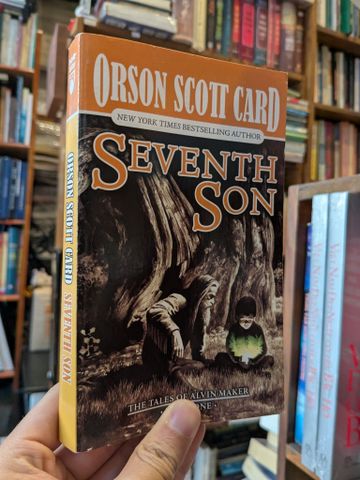 ORSON SCOTT CARD
NEW YORK TIMES BESTSELLING AUTHOR
SEVENTH
SON
THE TALES OF ALVIN MAKER
ONE
ORSON SCOTT CARD
SEVENTH SON